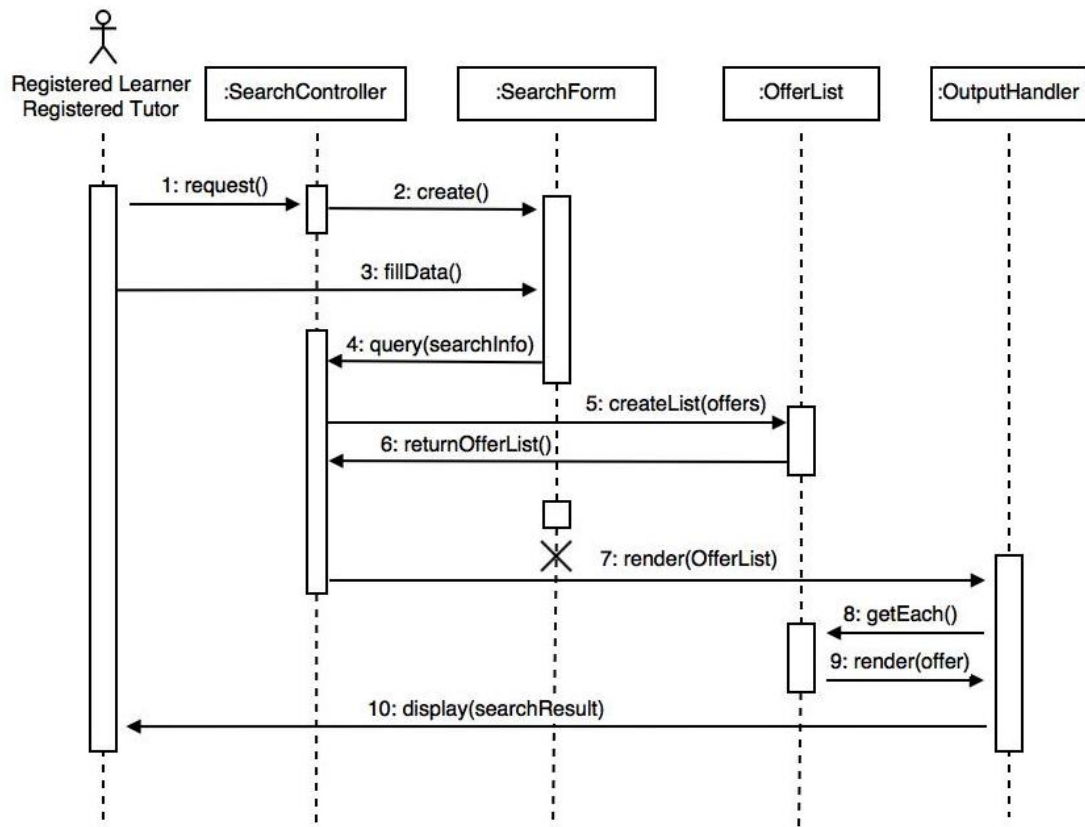 Registered Learner
Registered Tutor
:SearchController
:SearchForm
:OfferList
:OutputHandler
1: request()
2: create()
3: fillData()
4: query(searchInfo)
5: createList(offers)
6: returnOfferList()
7: render(OfferList)
8: getEach()
9: render(offer)
10: display(searchResult)